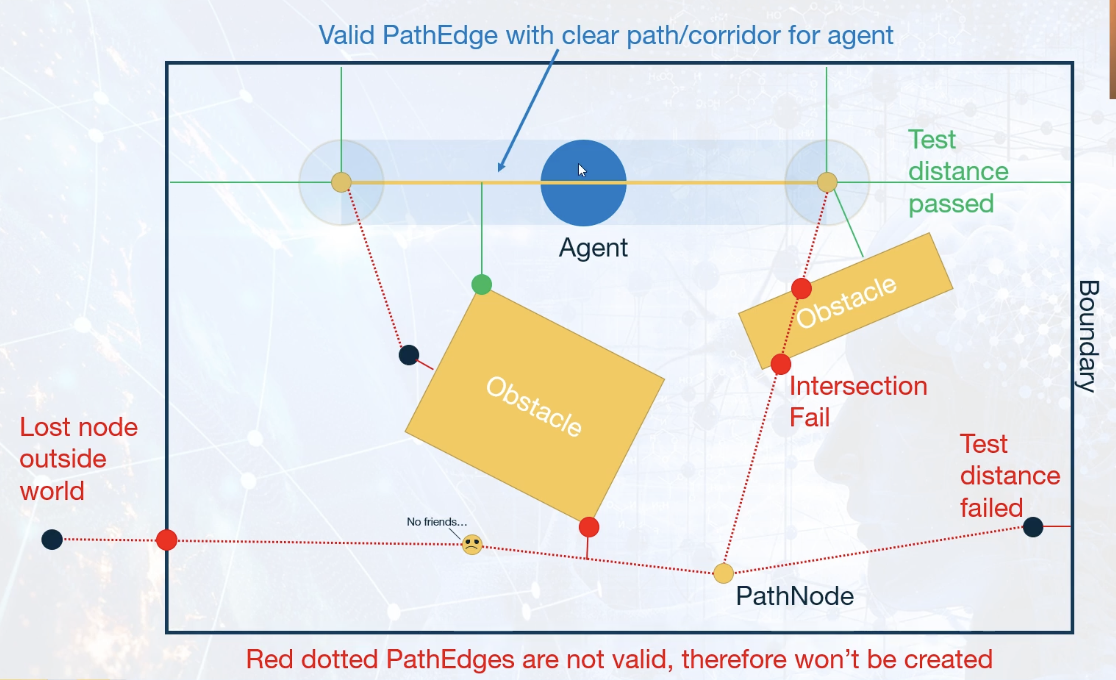 Valid PathEdge with clear path/corridor for agent
Test
distance
passed
Agent
Obstacle
Boundary
Obstacle
Intersection
Fail
Lost node
outside
world
Test
distance
failed
No friends...
PathNode
Red dotted PathEdges are not valid, therefore won't be created